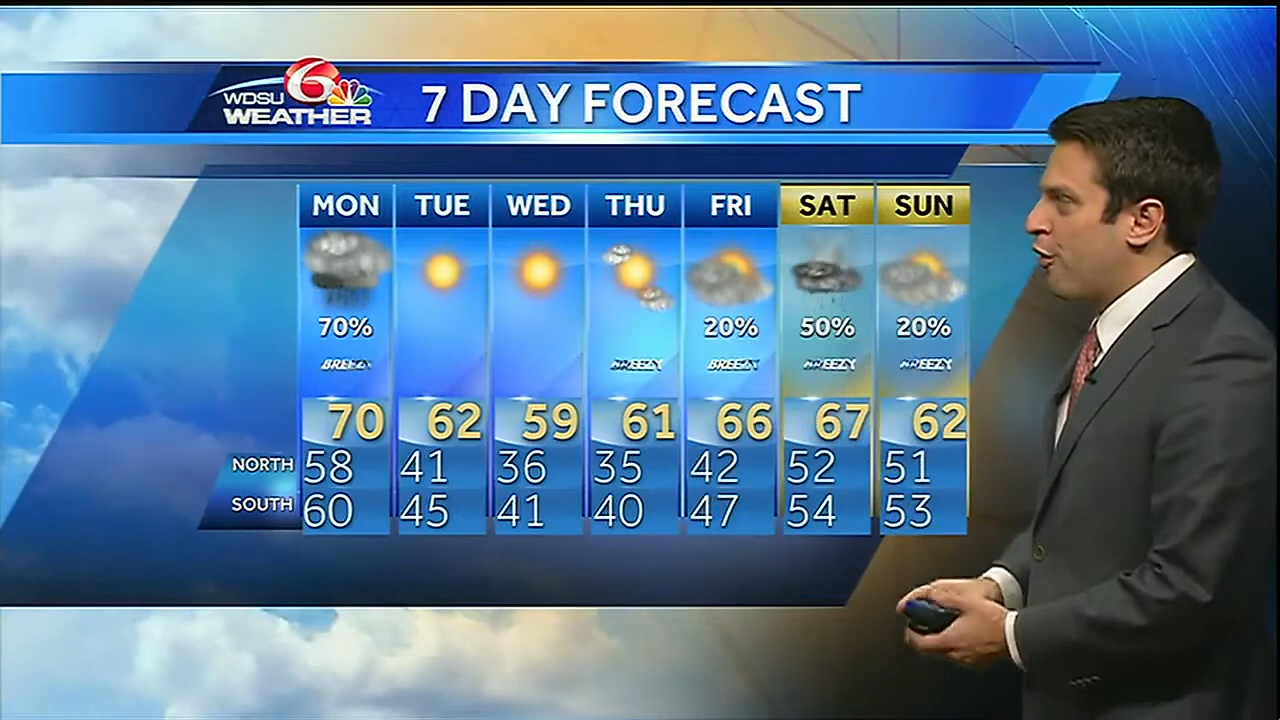 WDSU 6
WEATHER
7 DAY FORECAST
MON TUE WED THU FRI SAT SUN
70% 20% 50% 20%
BREEZY BREEZY BREEZY BREEZY BREEZY
70 62 59 61 66 67 62
NORTH 58 41 36 35 42 52 51
SOUTH 60 45 41 40 47 54 53